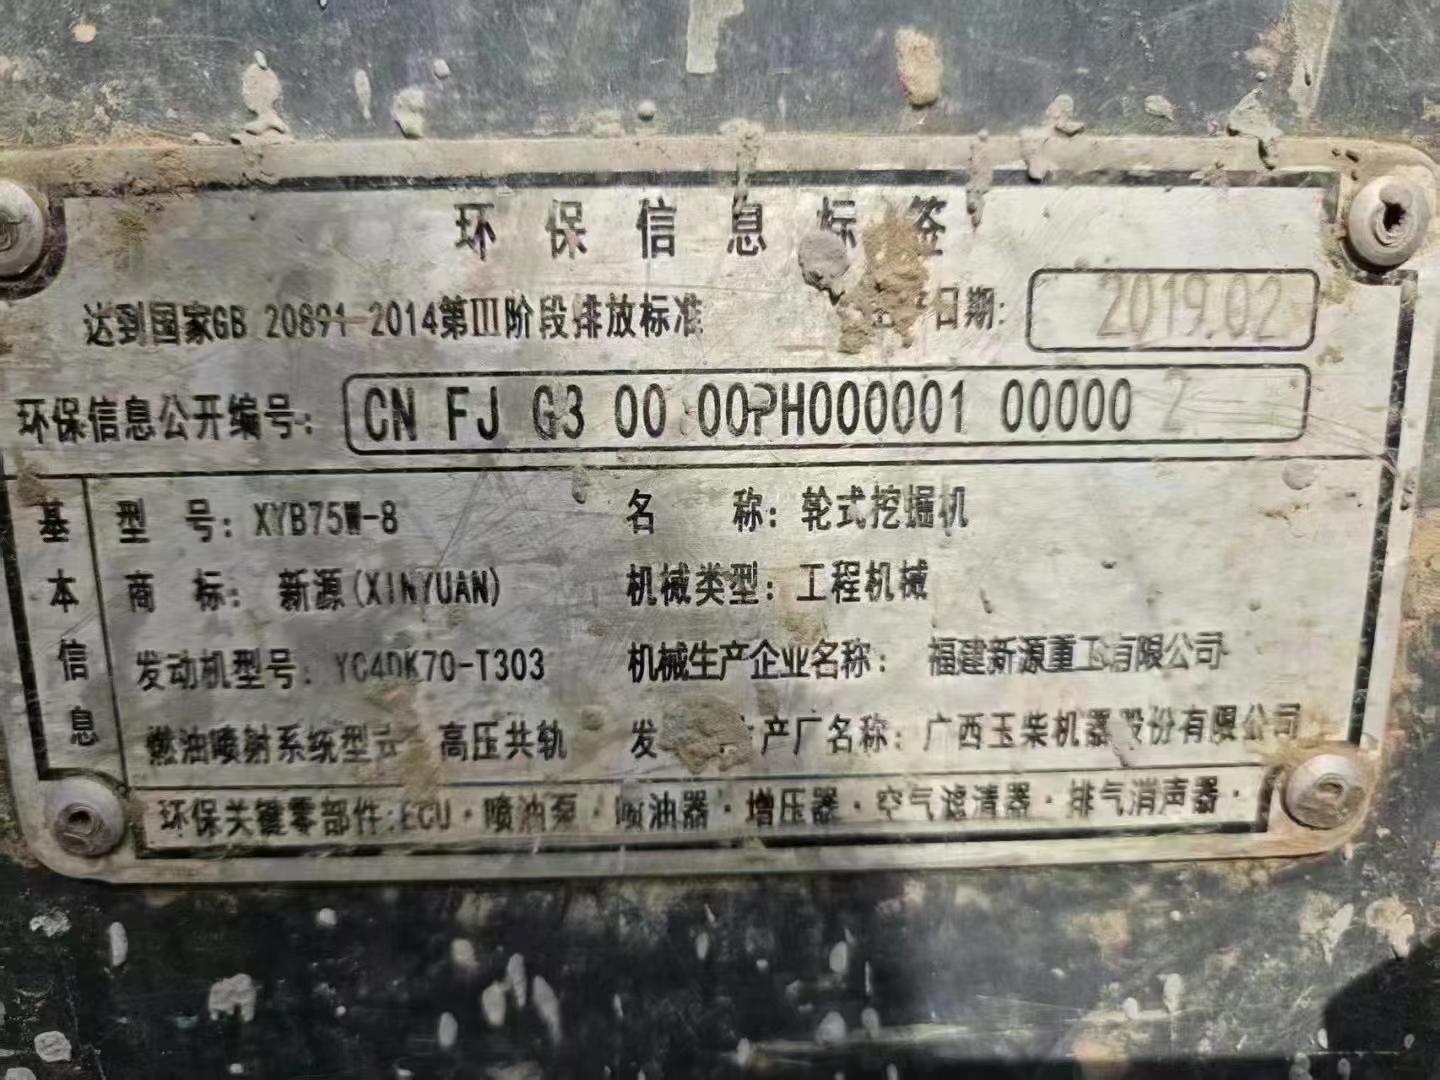 环保信息标签
达到国家GB 20891-2014第III阶段排放标准 日期: 2019.02
环保信息公开编号: CN FJ G3 00 00 PH000001 00000 2
基本信息
型号: XYB75W-8 名称: 轮式挖掘机
商标: 新源(XINYUAN) 机械类型: 工程机械
发动机型号: YC4DK70-T303 机械生产企业名称: 福建新源重工有限公司
燃油喷射系统型式 高压共轨 发 产厂名称: 广西玉柴机器股份有限公司
环保关键零部件:ECU·喷油泵·喷油器·增压器·空气滤清器·排气消声器·